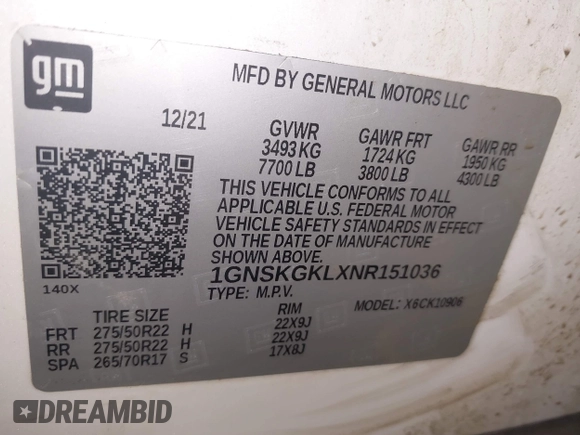 gm
MFD BY GENERAL MOTORS LLC
12/21
GVWR GAWR FRT GAWR RR
3493 KG 1724 KG 1950 KG
7700 LB 3800 LB 4300 LB
THIS VEHICLE CONFORMS TO ALL
APPLICABLE U.S. FEDERAL MOTOR
VEHICLE SAFETY STANDARDS IN EFFECT
ON THE DATE OF MANUFACTURE
SHOWN ABOVE.
140X
1GNSKGKLXNR151036
TYPE: M.P.V. MODEL: X6CK10906
TIRE SIZE RIM
FRT 275/50R22 H 22X9J
RR 275/50R22 H 22X9J
SPA 265/70R17 S 17X8J
#DREAMBID